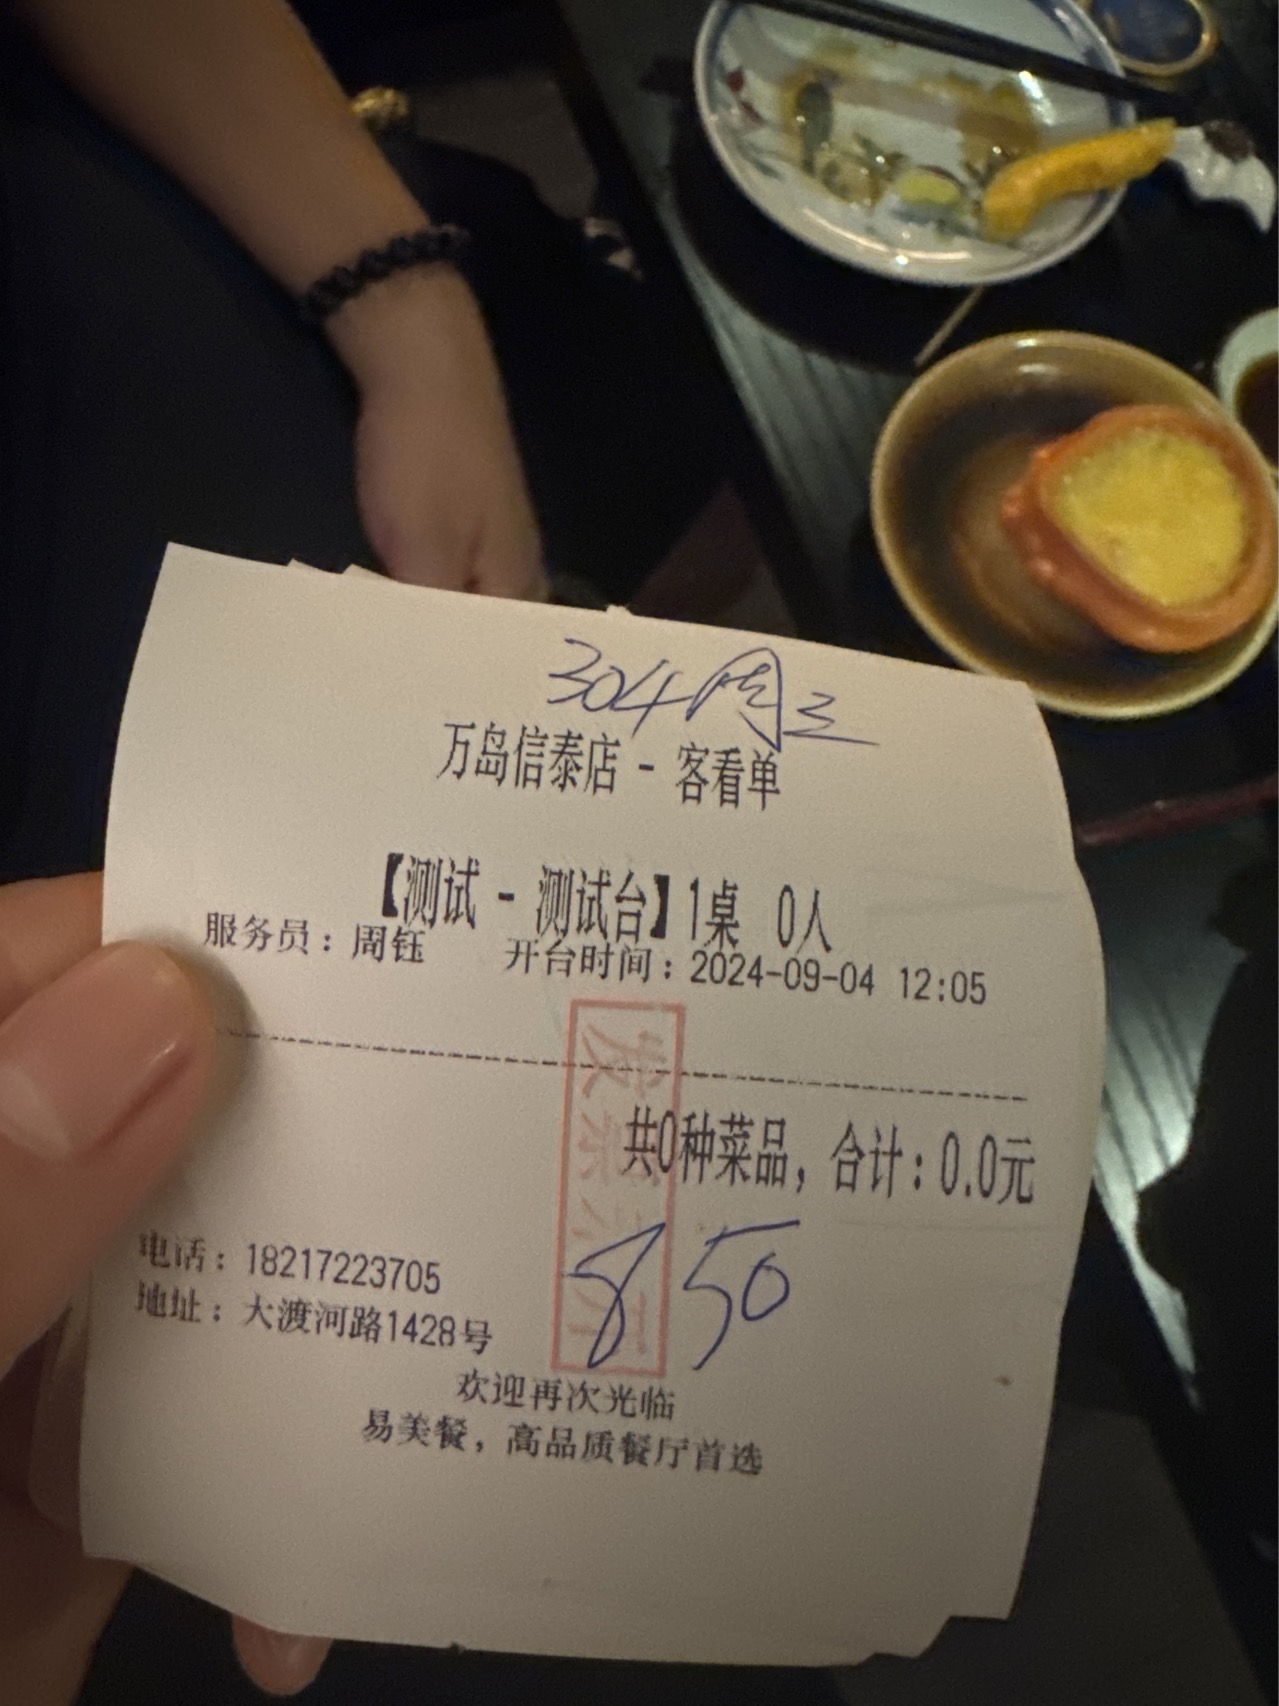 304周三
万岛信泰店 - 客看单
【测试 - 测试台】1桌 0人
服务员：周钰 开台时间：2024-09-04 12:05
共0种菜品，合计：0.0元
850
电话：18217223705
地址：大渡河路1428号
欢迎再次光临
易美餐，高品质餐厅首选